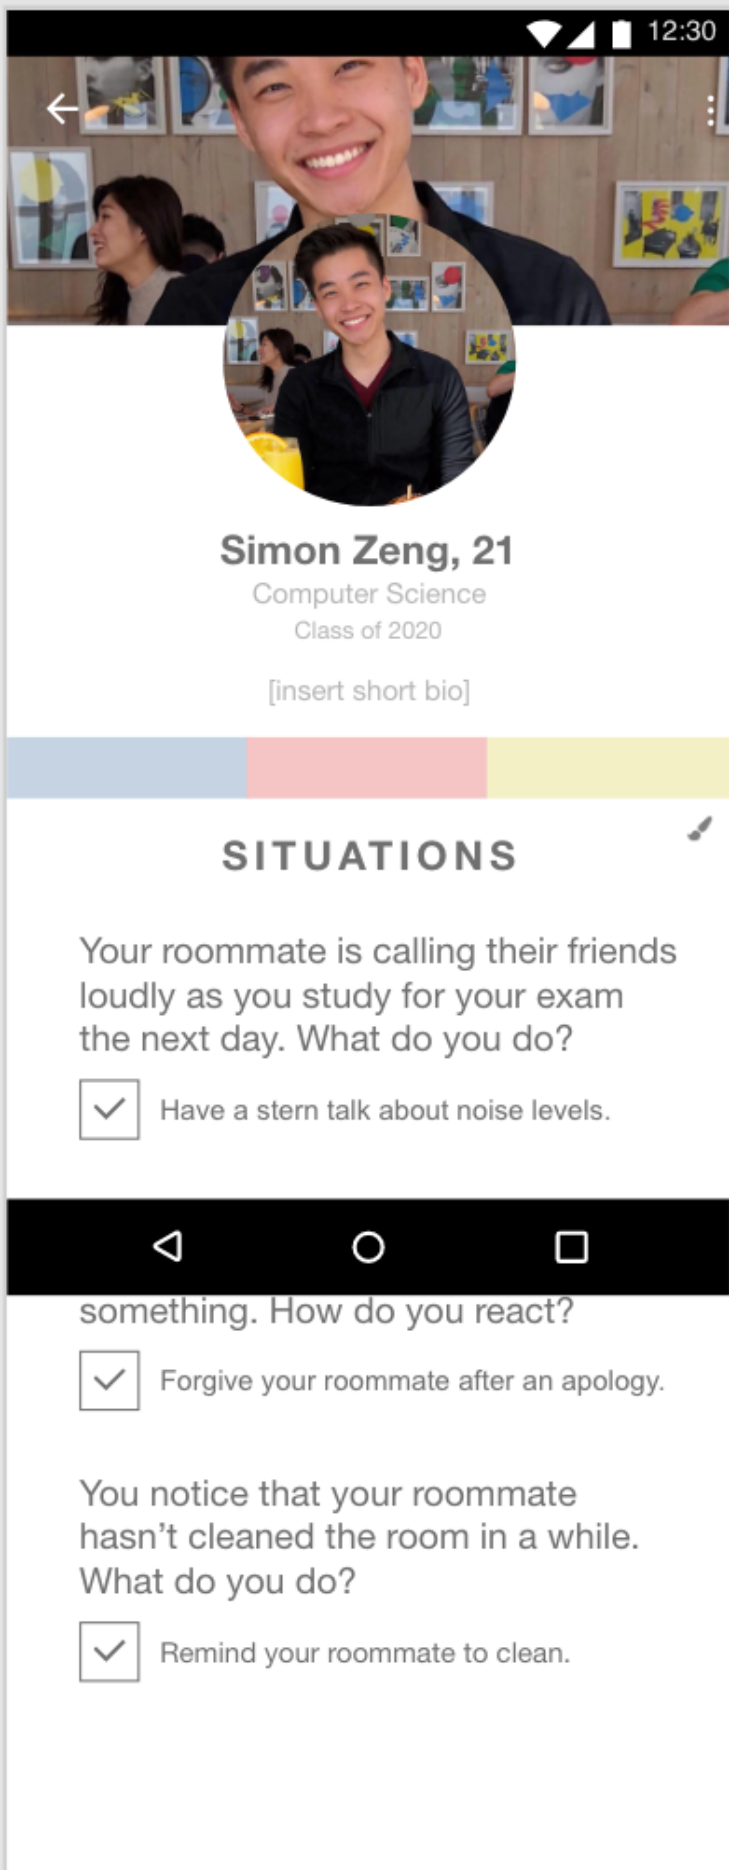 12:30
Simon Zeng, 21
Computer Science
Class of 2020
[insert short bio]
SITUATIONS
Your roommate is calling their friends
loudly as you study for your exam
the next day. What do you do?
Have a stern talk about noise levels.
something. How do you react?
Forgive your roommate after an apology.
You notice that your roommate
hasn’t cleaned the room in a while.
What do you do?
Remind your roommate to clean.